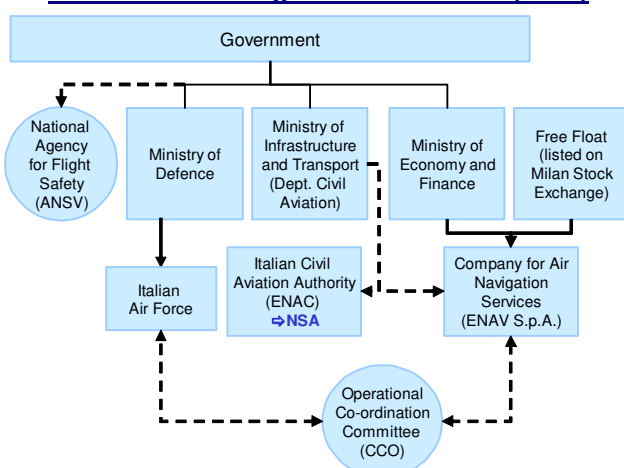 Government
National
Agency
for Flight
Safety
(ANSV)
Ministry of
Defence
Ministry of
Infrastructure
and Transport
(Dept. Civil
Aviation)
Ministry of
Economy and
Finance
Free Float
(listed on
Milan Stock
Exchange)
Italian
Air Force
Italian Civil
Aviation Authority
(ENAC)
⇨NSA
Company for Air
Navigation
Services
(ENAV S.p.A.)
Operational
Co-ordination
Committee
(CCO)